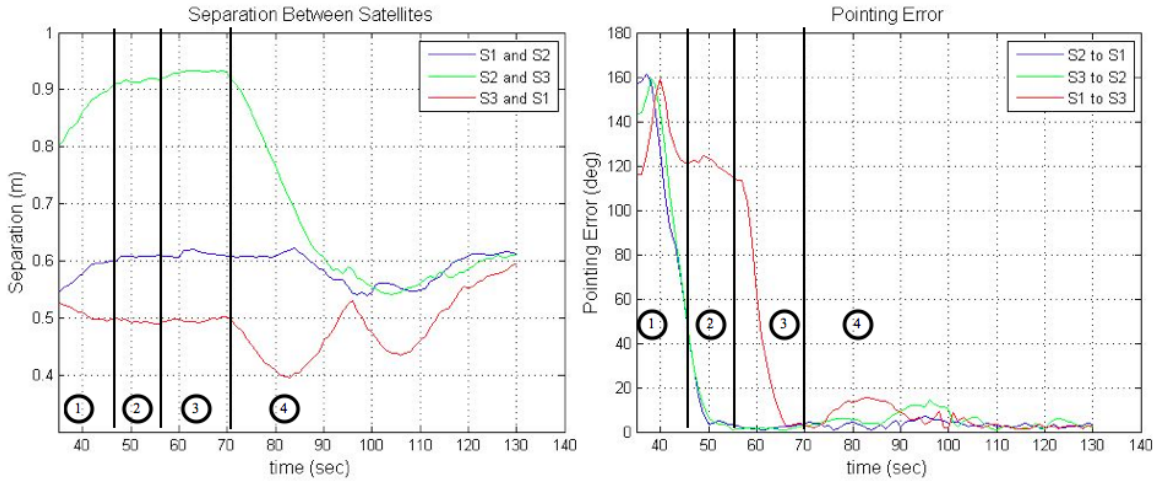 Separation Between Satellites
1
0.9
0.8
0.7
0.6
0.5
0.4
Separation (m)
S1 and S2
S2 and S3
S3 and S1
1
2
3
4
40 50 60 70 80 90 100 110 120 130 140
time (sec)
Pointing Error
180
160
140
120
100
80
60
40
20
0
Pointing Error (deg)
S2 to S1
S3 to S2
S1 to S3
1
2
3
4
40 50 60 70 80 90 100 110 120 130 140
time (sec)